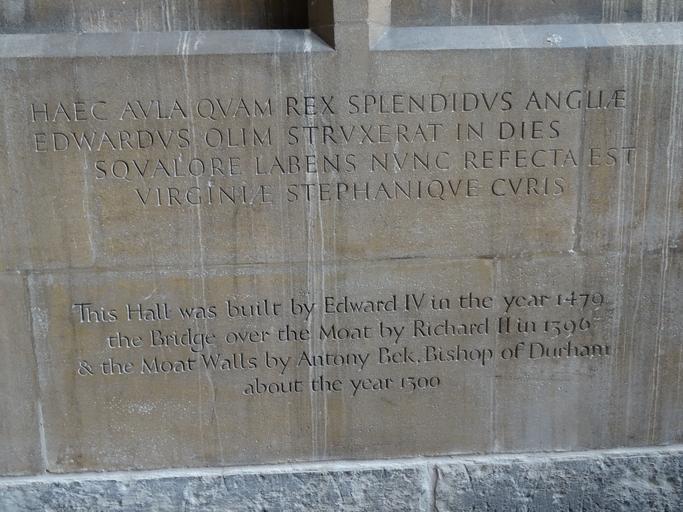 HAEC AVLA QVAM REX SPLENDIDVS ANGLIÆ
EDWARDVS OLIM STRVXERAT IN DIES
SQVALORE LABENS NVNC REFECTA EST
VIRGINIÆ STEPHANIQVE CVRIS
This Hall was built by Edward IV in the year 1479
the Bridge over the Moat by Richard II in 1396
& the Moat Walls by Antony Bek, Bishop of Durham
about the year 1300